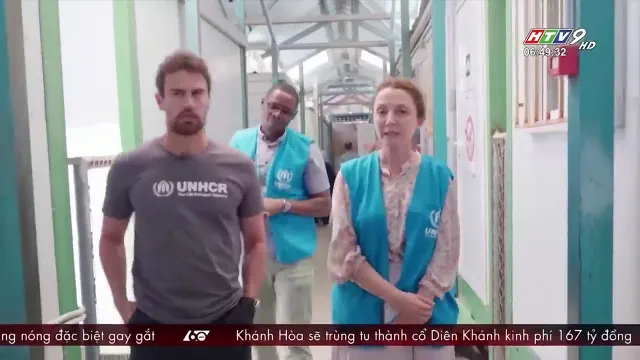 HTV9 HD
06:49:32
UNHCR
The UN Refugee Agency
UNHCR
ng nóng đặc biệt gay gắt
60
Khánh Hòa sẽ trùng tu thành cổ Diên Khánh kinh phí 167 tỷ đồng